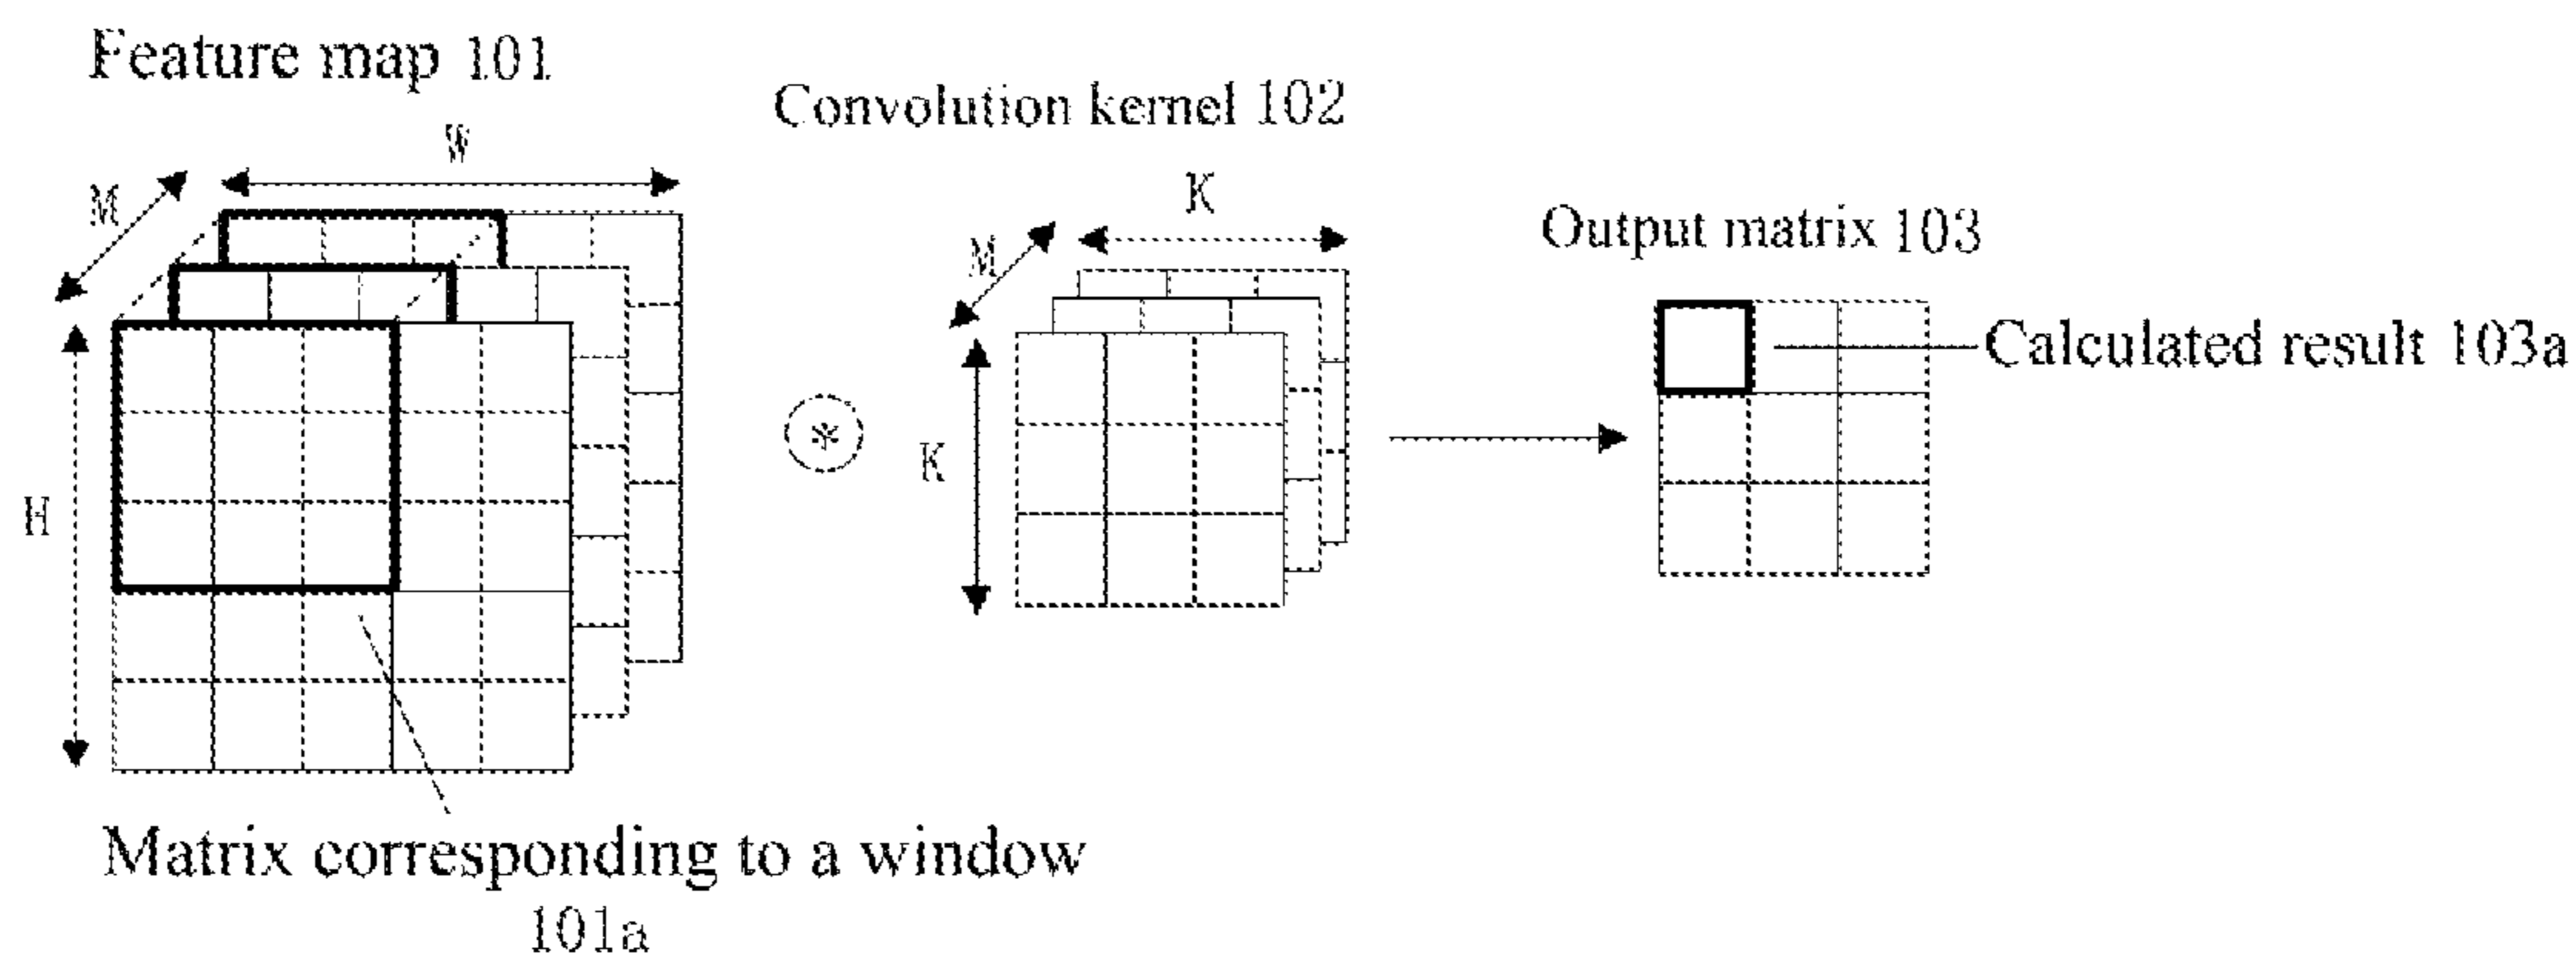 Feature map 101
Convolution kernel 102
W
M
K
M
Output matrix 103
Calculated result 103a
H
*
K
Matrix corresponding to a window
101a